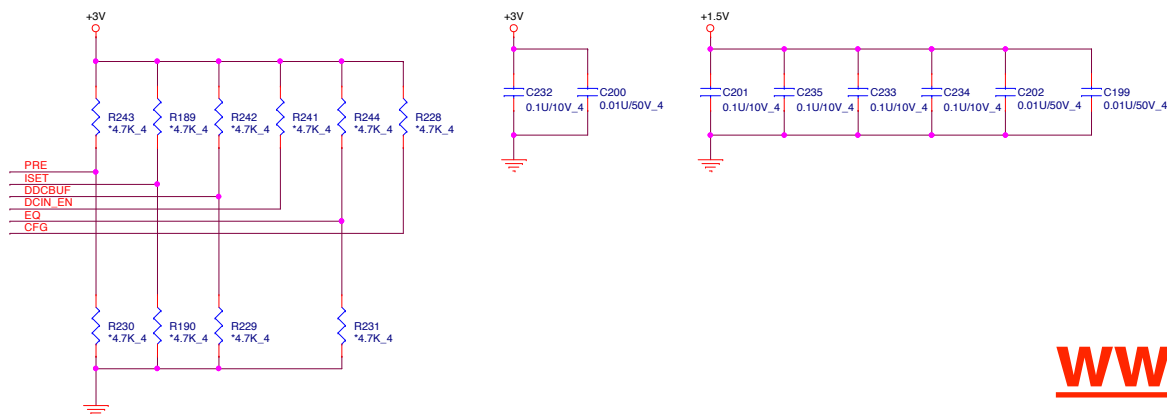 +3V
+3V
+1.5V
R243
*4.7K_4
R189
*4.7K_4
R242
*4.7K_4
R241
*4.7K_4
R244
*4.7K_4
R228
*4.7K_4
C232
0.1U/10V_4
C200
0.01U/50V_4
C201
0.1U/10V_4
C235
0.1U/10V_4
C233
0.1U/10V_4
C234
0.1U/10V_4
C202
0.01U/50V_4
C199
0.01U/50V_4
PRE
ISET
DDCBUF
DCIN_EN
EQ
CFG
R230
*4.7K_4
R190
*4.7K_4
R229
*4.7K_4
R231
*4.7K_4